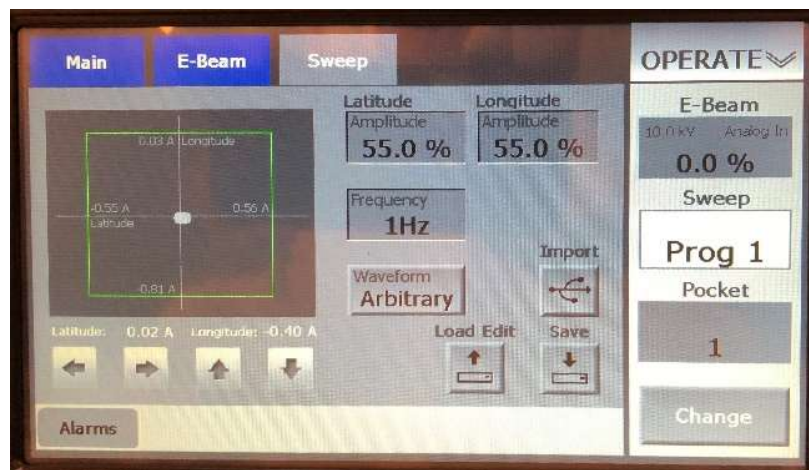 Main E-Beam Sweep OPERATE
Latitude Longitude
Amplitude Amplitude
55.0 % 55.0 %
Frequency
1Hz
Waveform
Arbitrary
Import
Load Edit Save
0.03 A Longitude
-0.55 A 0.56 A
Latitude
-0.81 A
Latitude: 0.02 A Longitude: -0.40 A
Alarms
E-Beam
10.0 kV Analog In
0.0 %
Sweep
Prog 1
Pocket
1
Change